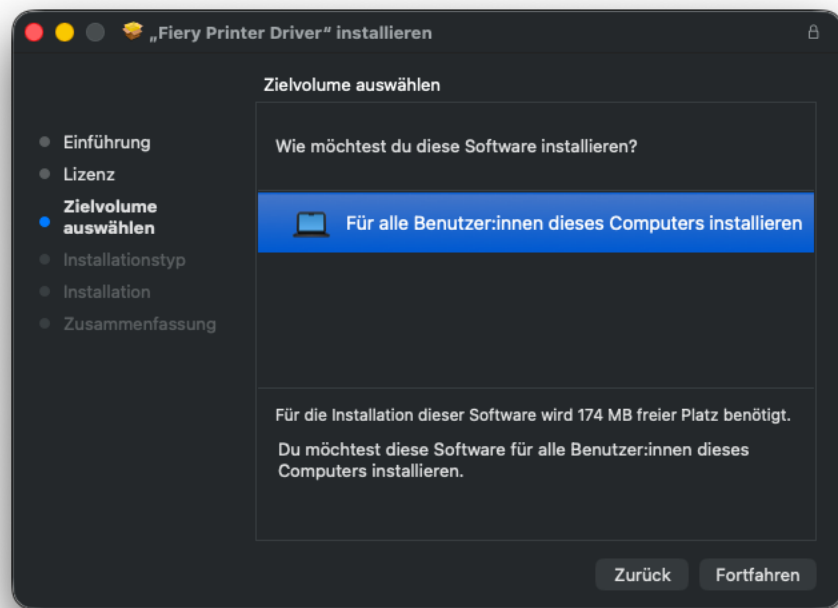 „Fiery Printer Driver“ installieren
Zielvolume auswählen
Einführung
Lizenz
Zielvolume
auswählen
Installationstyp
Installation
Zusammenfassung
Wie möchtest du diese Software installieren?
Für alle Benutzer:innen dieses Computers installieren
Für die Installation dieser Software wird 174 MB freier Platz benötigt.
Du möchtest diese Software für alle Benutzer:innen dieses
Computers installieren.
Zurück
Fortfahren